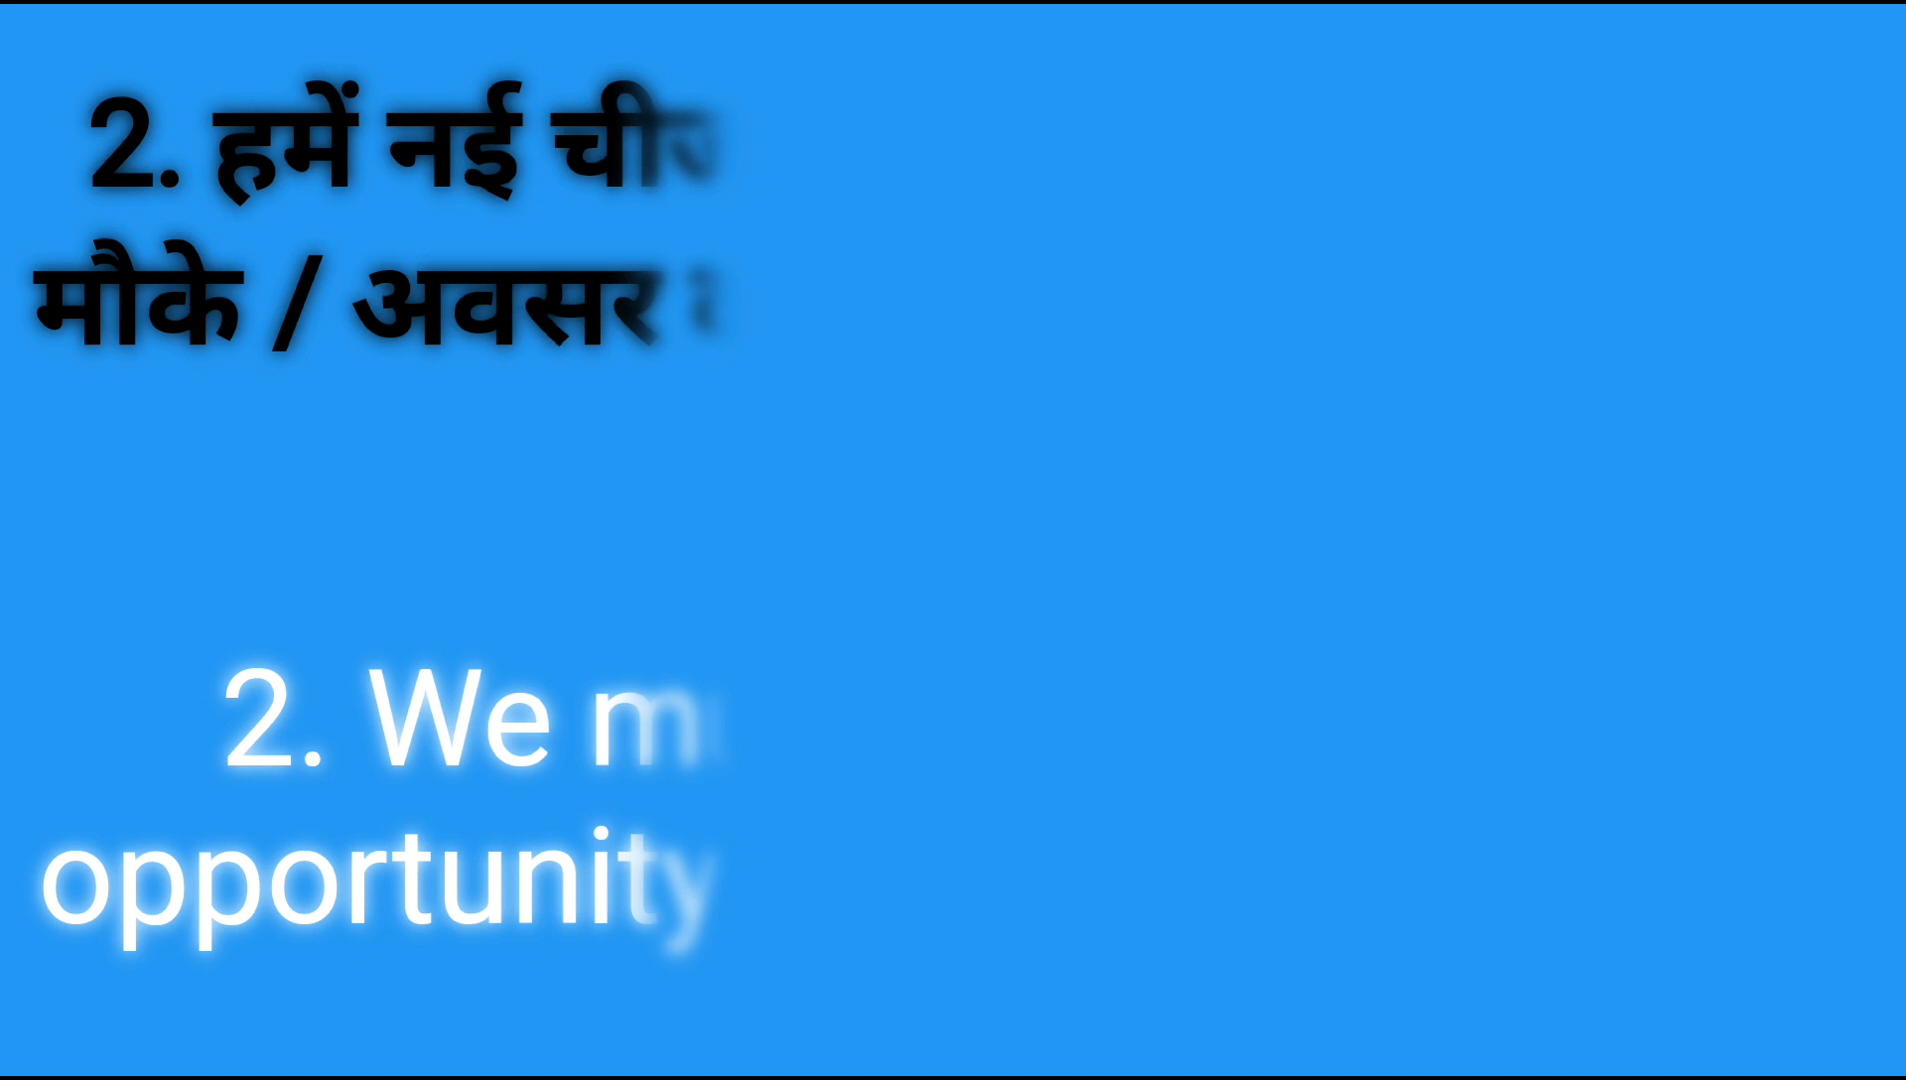 2. हमें नई
मौके / अवसर
2. We
opportunity